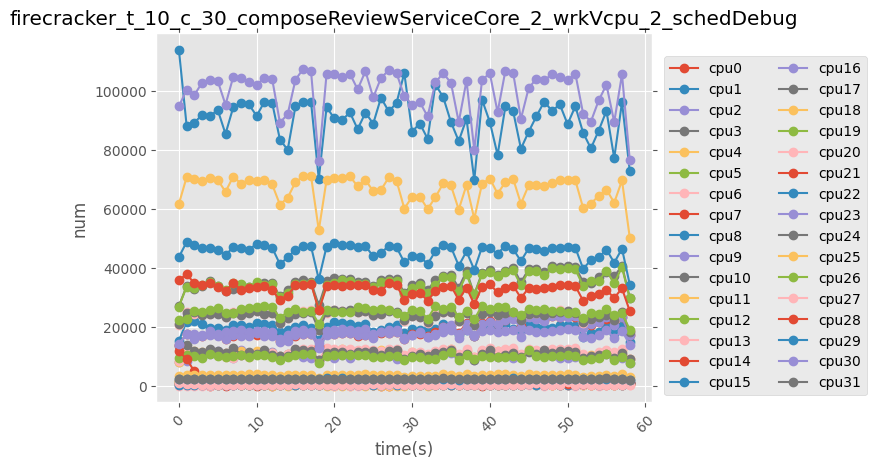 firecracker_t_10_c_30_composeReviewServiceCore_2_wrkVcpu_2_schedDebug
num
100000
80000
60000
40000
20000
0
0
10
20
30
40
50
60
time(s)
cpu0
cpu1
cpu2
cpu3
cpu4
cpu5
cpu6
cpu7
cpu8
cpu9
cpu10
cpu11
cpu12
cpu13
cpu14
cpu15
cpu16
cpu17
cpu18
cpu19
cpu20
cpu21
cpu22
cpu23
cpu24
cpu25
cpu26
cpu27
cpu28
cpu29
cpu30
cpu31